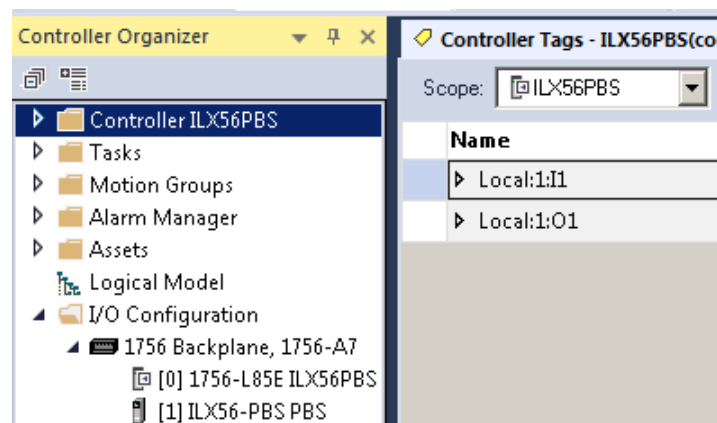 Controller Organizer
Controller Tags - ILX56PBS(co
Scope: ILX56PBS
Controller ILX56PBS
Tasks
Motion Groups
Alarm Manager
Assets
Logical Model
I/O Configuration
1756 Backplane, 1756-A7
[0] 1756-L85E ILX56PBS
[1] ILX56-PBS PBS
Name
Local:1:I1
Local:1:O1